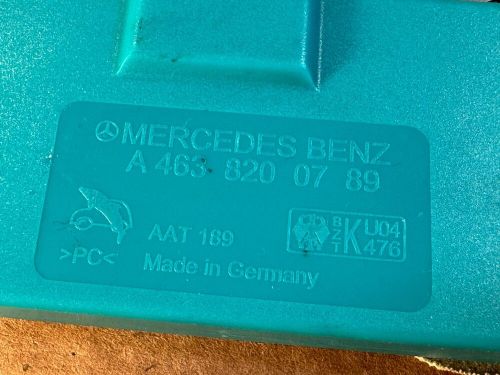 MERCEDES BENZ
A 463 820 07 89
AAT 189
>PC<
Made in Germany
K U04
476